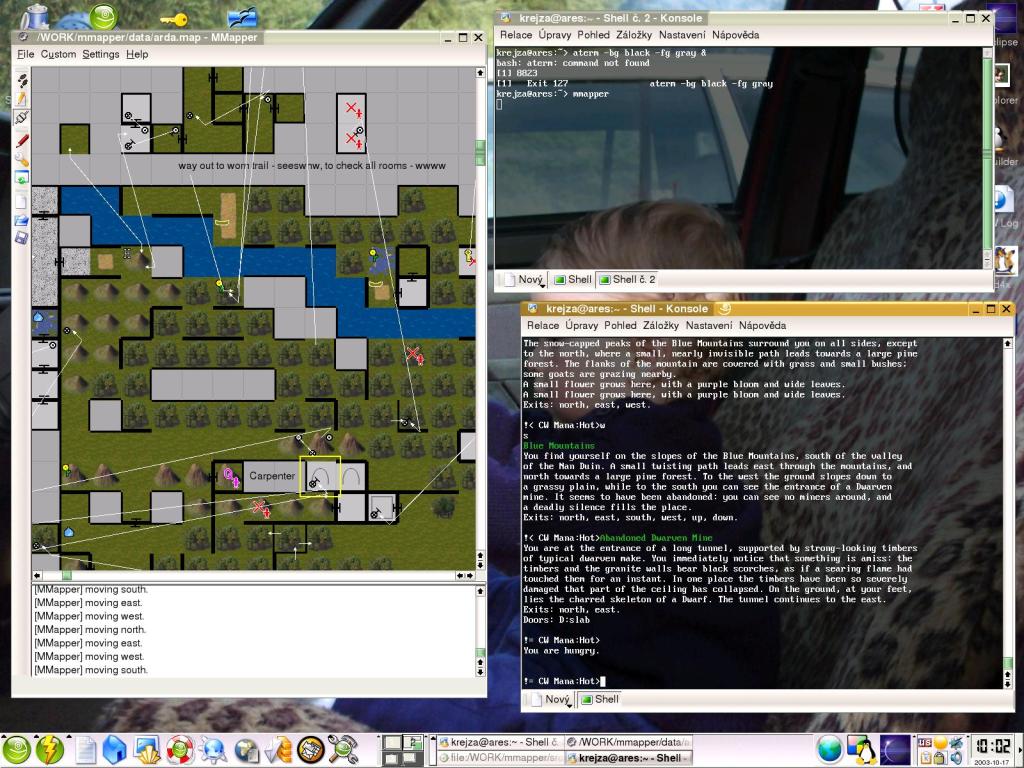 /WORK/mmapper/data/arda.map - MMapper
File Custom Settings Help
way out to worn trail - seeswnw, to check all rooms - wwww
Carpenter
[MMapper] moving south.
[MMapper] moving east.
[MMapper] moving west.
[MMapper] moving north.
[MMapper] moving east.
[MMapper] moving west.
[MMapper] moving south.
krejza@ares:~ - Shell č. 2 - Konsole
Relace Úpravy Pohled Záložky Nastavení Nápověda
krejza@ares:~> aterm -bg black -fg gray &
bash: aterm: command not found
[1] 8823
[1]   Exit 127                aterm -bg black -fg gray
krejza@ares:~> mmapper
Nový Shell Shell č. 2
krejza@ares:~ - Shell - Konsole
Relace Úpravy Pohled Záložky Nastavení Nápověda
The snow-capped peaks of the Blue Mountains surround you on all sides, except
to the north, where a small, nearly invisible path leads towards a large pine
forest. The flanks of the mountain are covered with grass and small bushes;
some goats are grazing nearby.
A small flower grows here, with a purple bloom and wide leaves.
A small flower grows here, with a purple bloom and wide leaves.
Exits: north, east, west.
!< CW Mana:Hot>w
s
Blue Mountains
You find yourself on the slopes of the Blue Mountains, south of the valley
of the Nan Duin. A small twisting path leads east through the mountains, and
north towards a large pine forest. To the west the ground slopes down to
a grassy plain, while to the south you can see the entrance of a Dwarven
mine. It seems to have been abandoned: you can see no miners around, and
a deadly silence fills the place.
Exits: north, east, south, west, up, down.
!< CW Mana:Hot>Abandoned Dwarven Mine
You are at the entrance of a long tunnel, supported by strong-looking timbers
of typical dwarven make. You immediately notice that something is amiss: the
timbers and the granite walls bear black scorches, as if a searing flame had
touched them for an instant. In one place the timbers have been so severely
damaged that part of the ceiling has collapsed. On the ground, at your feet,
lies the charred skeleton of a Dwarf. The tunnel continues to the east.
Exits: north, east.
Doors: D:slab
!= CW Mana:Hot>
You are hungry.
!= CW Mana:Hot>
Nový Shell
krejza@ares:~ - Shell č. /WORK/mmapper/data/a
file:/WORK/mmapper/sr krejza@ares:~ - Shell -
US
10:02
2003-10-17